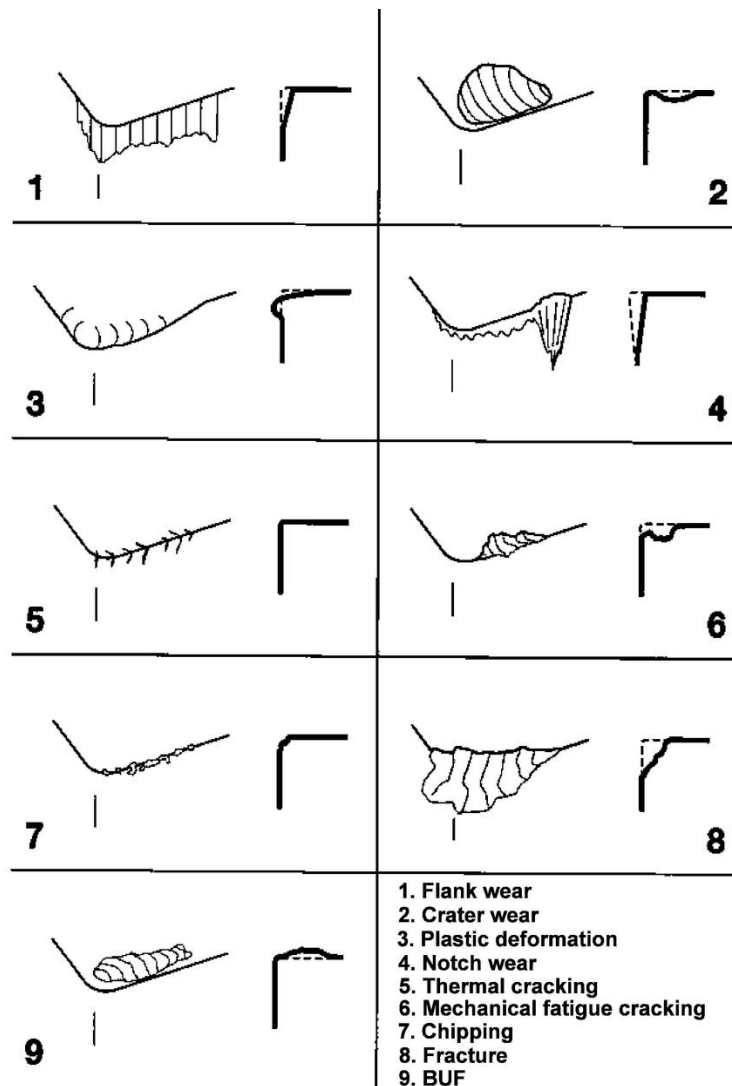 1
2
3
4
5
6
7
8
9
1. Flank wear
2. Crater wear
3. Plastic deformation
4. Notch wear
5. Thermal cracking
6. Mechanical fatigue cracking
7. Chipping
8. Fracture
9. BUF